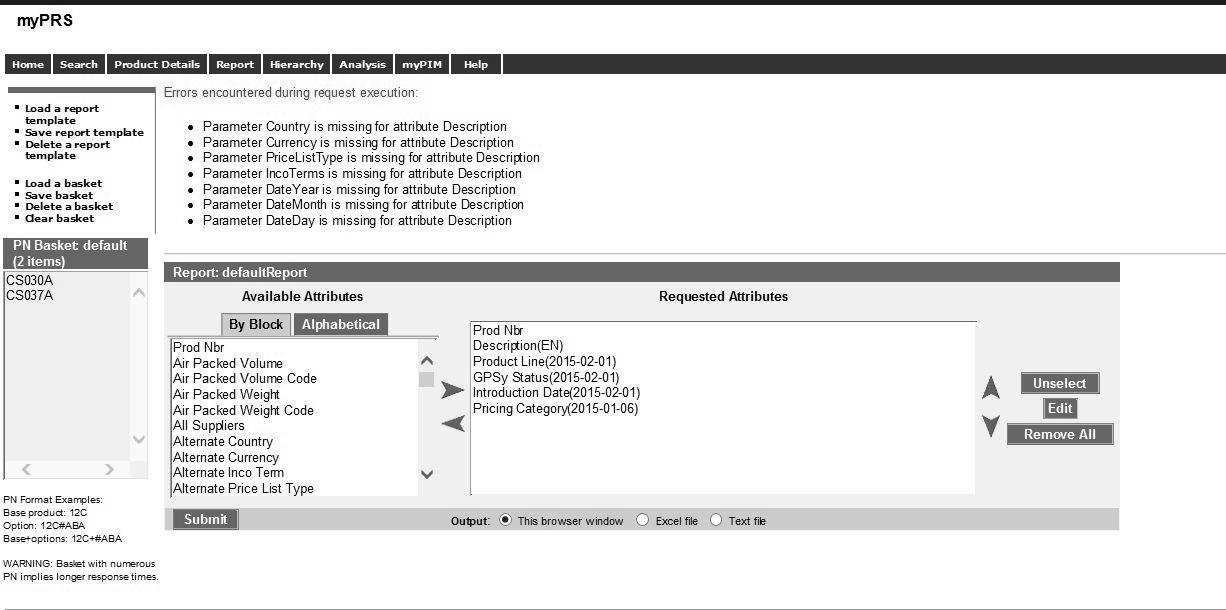 myPRS
Home Search Product Details Report Hierarchy Analysis myPIM Help
Load a report
template
Save report template
Delete a report
template
Load a basket
Save basket
Delete a basket
Clear basket
PN Basket: default
(2 items)
CS030A
CS037A
PN Format Examples:
Base product: 12C
Option: 12C#ABA
Base+options: 12C+#ABA
WARNING: Basket with numerous
PN implies longer response times.
Errors encountered during request execution:
Parameter Country is missing for attribute Description
Parameter Currency is missing for attribute Description
Parameter PriceListType is missing for attribute Description
Parameter IncoTerms is missing for attribute Description
Parameter DateYear is missing for attribute Description
Parameter DateMonth is missing for attribute Description
Parameter DateDay is missing for attribute Description
Report: defaultReport
Available Attributes
By Block Alphabetical
Prod Nbr
Air Packed Volume
Air Packed Volume Code
Air Packed Weight
Air Packed Weight Code
All Suppliers
Alternate Country
Alternate Currency
Alternate Inco Term
Alternate Price List Type
Requested Attributes
Prod Nbr
Description(EN)
Product Line(2015-02-01)
GPSy Status(2015-02-01)
Introduction Date(2015-02-01)
Pricing Category(2015-01-06)
Unselect
Edit
Remove All
Submit
Output: This browser window Excel file Text file